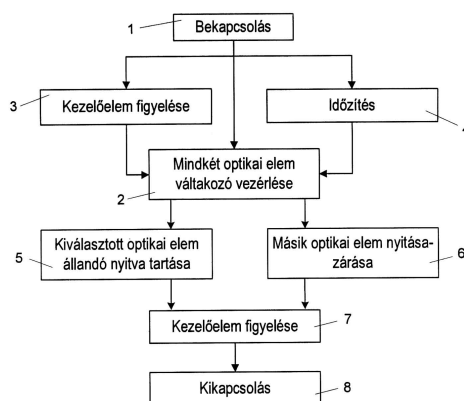 1
Bekapcsolás
3
Kezelőelem figyelése
Időzítés
Mindkét optikai elem
váltakozó vezérlése
2
5
Kiválasztott optikai elem
állandó nyitva tartása
Másik optikai elem nyitása-
zárása
6
Kezelőelem figyelése
7
Kikapcsolás
8